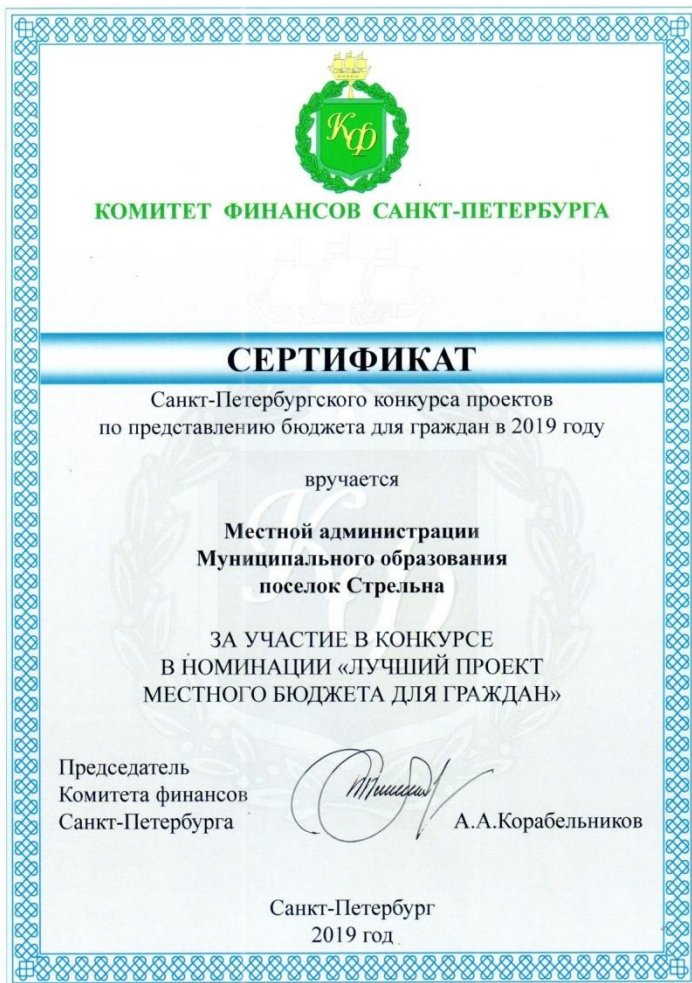 КФ
КОМИТЕТ ФИНАНСОВ САНКТ-ПЕТЕРБУРГА
СЕРТИФИКАТ
Санкт-Петербургского конкурса проектов
по представлению бюджета для граждан в 2019 году
вручается
Местной администрации
Муниципального образования
поселок Стрельна
ЗА УЧАСТИЕ В КОНКУРСЕ
В НОМИНАЦИИ «ЛУЧШИЙ ПРОЕКТ
МЕСТНОГО БЮДЖЕТА ДЛЯ ГРАЖДАН»
Председатель
Комитета финансов
Санкт-Петербурга
А.А.Корабельников
Санкт-Петербург
2019 год